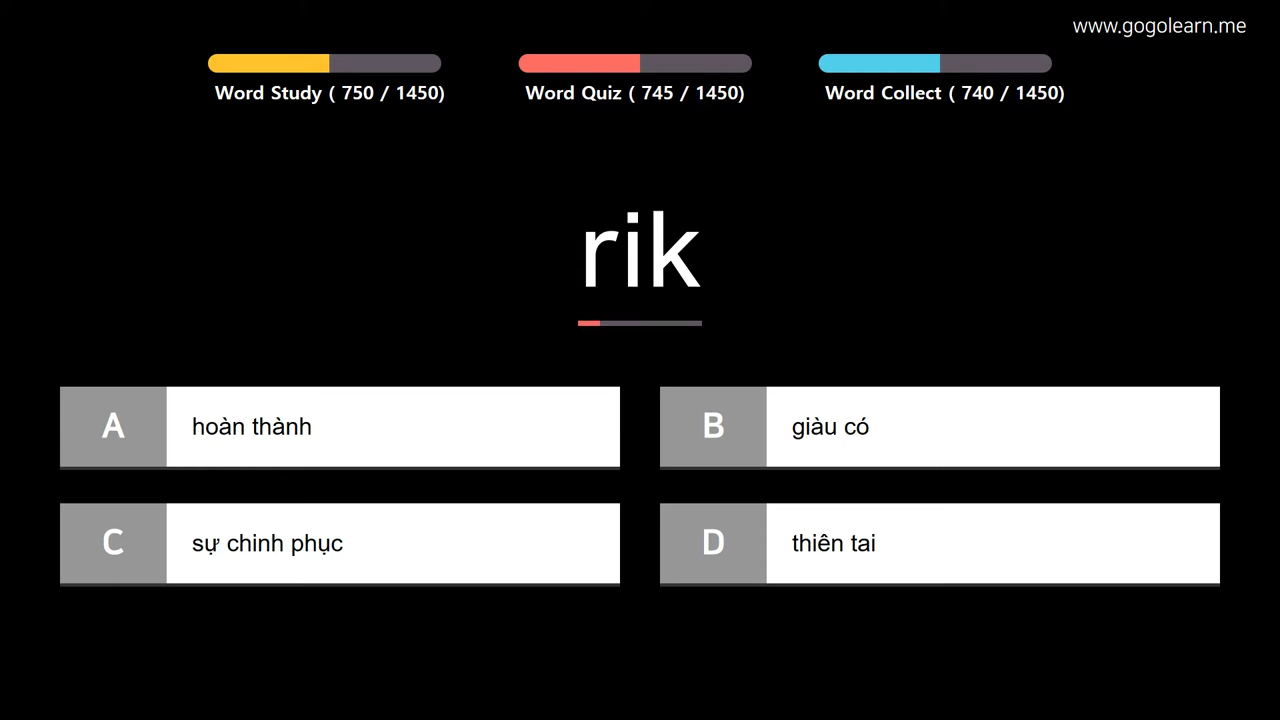 www.gogolearn.me
Word Study ( 750 / 1450)
Word Quiz ( 745 / 1450)
Word Collect ( 740 / 1450)
rik
A hoàn thành
B giàu có
C sự chinh phục
D thiên tai